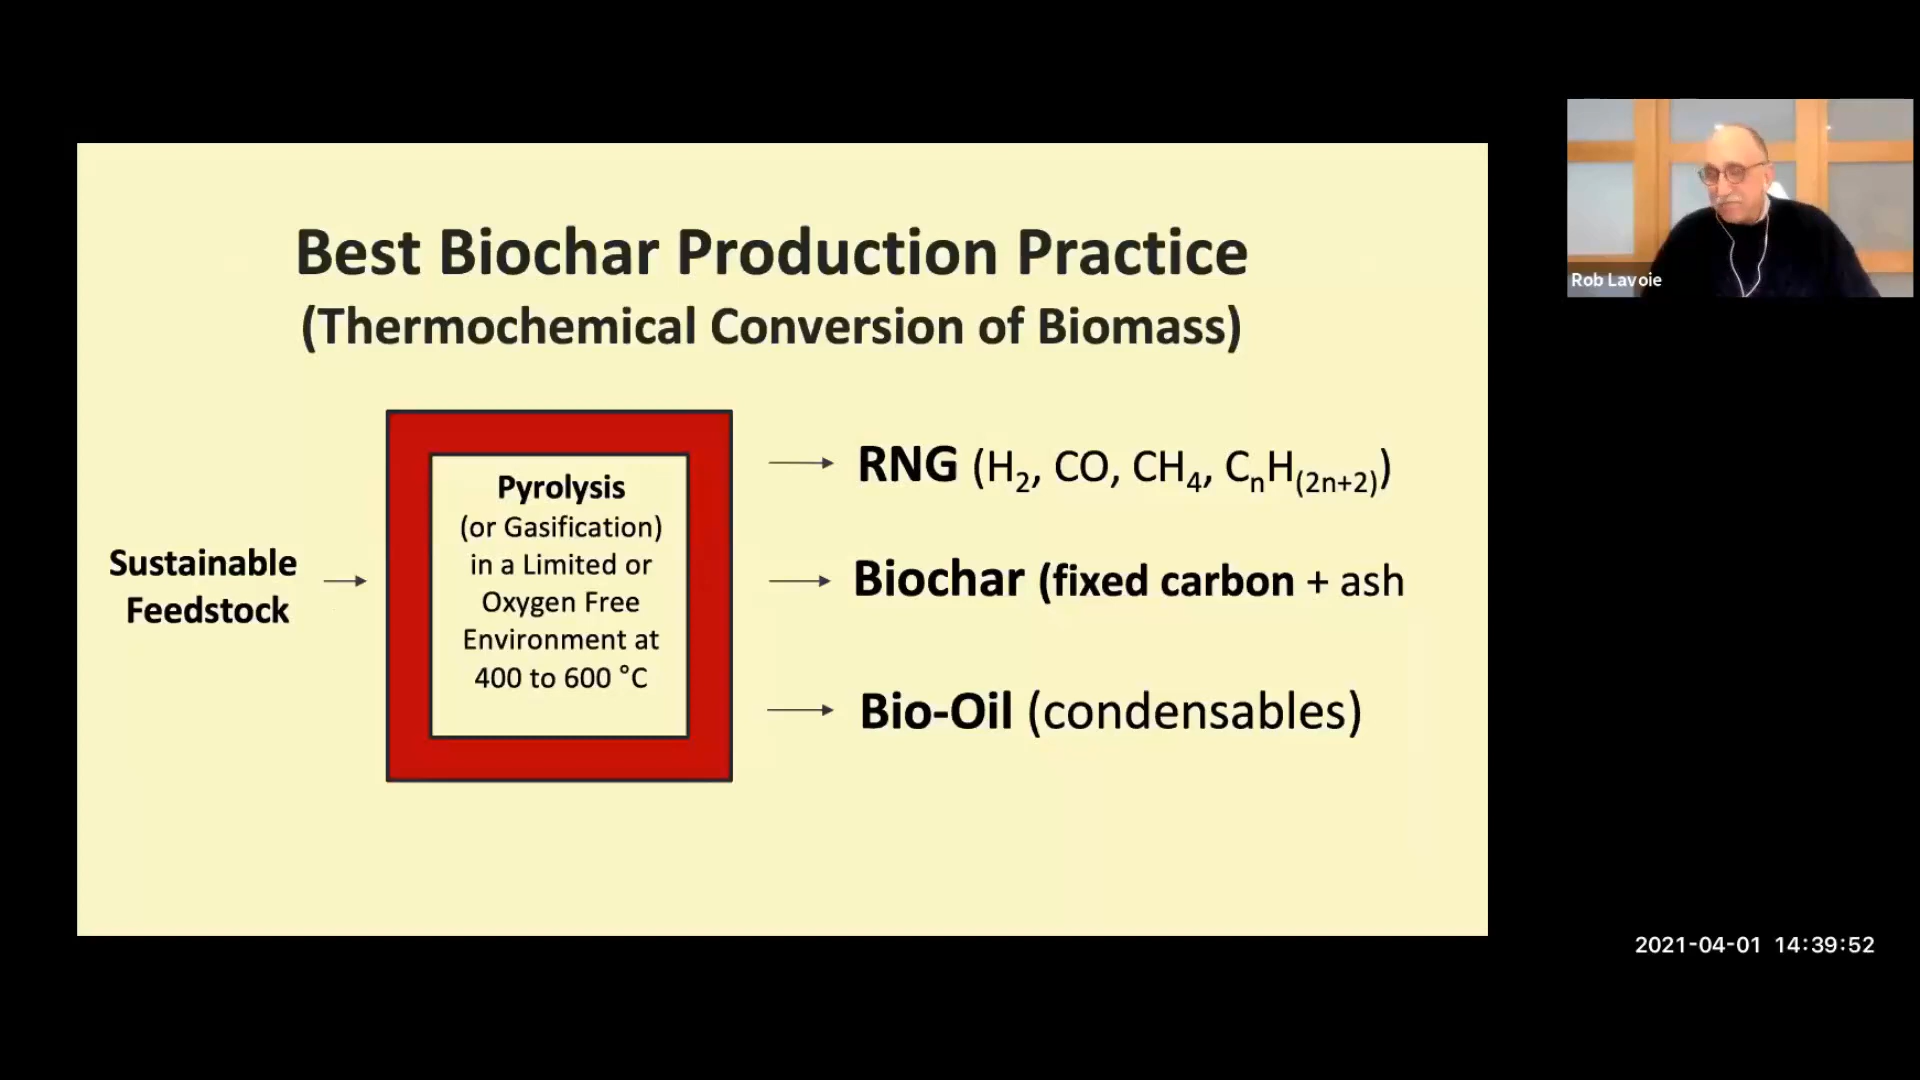 Best Biochar Production Practice
(Thermochemical Conversion of Biomass)
Sustainable
Feedstock
Pyrolysis
(or Gasification)
in a Limited or
Oxygen Free
Environment at
400 to 600 °C
RNG (H₂, CO, CH₄, CₙH₍₂ₙ₊₂₎)
Biochar (fixed carbon + ash
Bio-Oil (condensables)
Rob Lavoie
2021-04-01 14:39:52